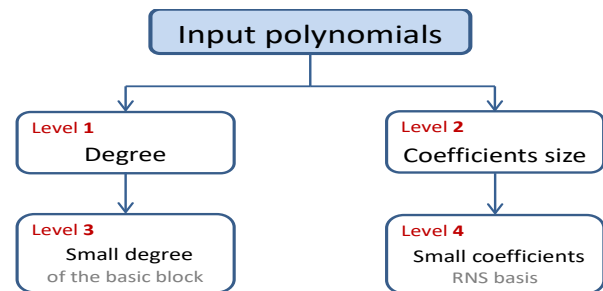 Input polynomials
Level 1
Degree
Level 2
Coefficients size
Level 3
Small degree
of the basic block
Level 4
Small coefficients
RNS basis